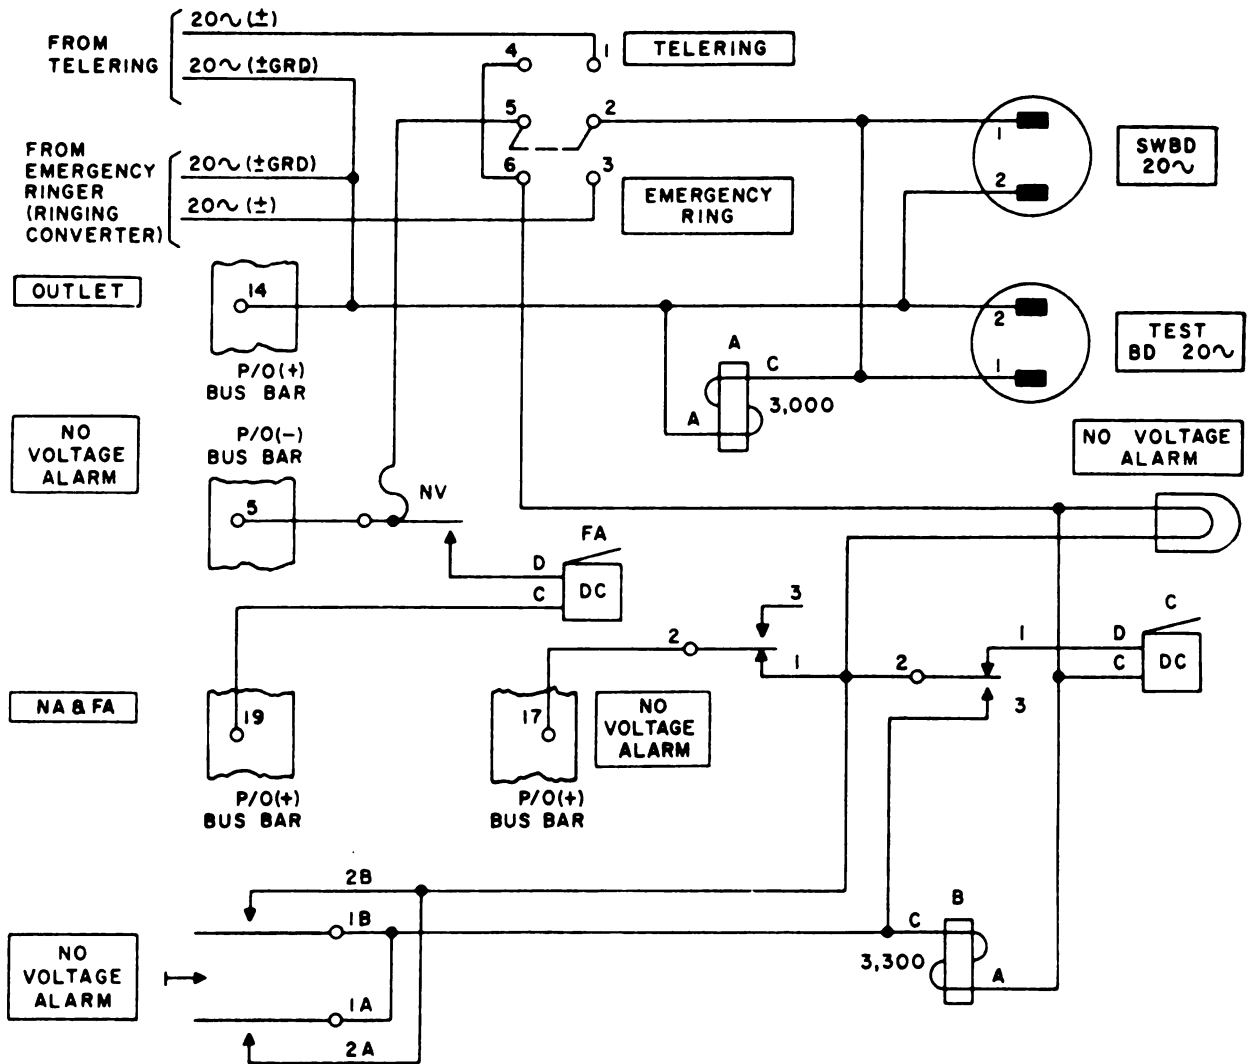 20∿(±)
FROM
TELERING
20∿(±GRD)
4
1
TELERING
5
2
FROM
EMERGENCY
RINGER
(RINGING
CONVERTER)
20∿(±GRD)
20∿(±)
6
3
EMERGENCY
RING
1
2
SWBD
20∿
OUTLET
14
P/O(+)
BUS BAR
A
C
A
3,000
2
1
TEST
BD 20∿
NO
VOLTAGE
ALARM
P/O(-)
BUS BAR
5
NV
NO VOLTAGE
ALARM
FA
D
C
DC
3
2
1
2
1
3
C
D
C
DC
NA & FA
19
P/O(+)
BUS BAR
17
P/O(+)
BUS BAR
NO
VOLTAGE
ALARM
2B
1B
NO
VOLTAGE
ALARM
1A
2A
B
C
3,300
A